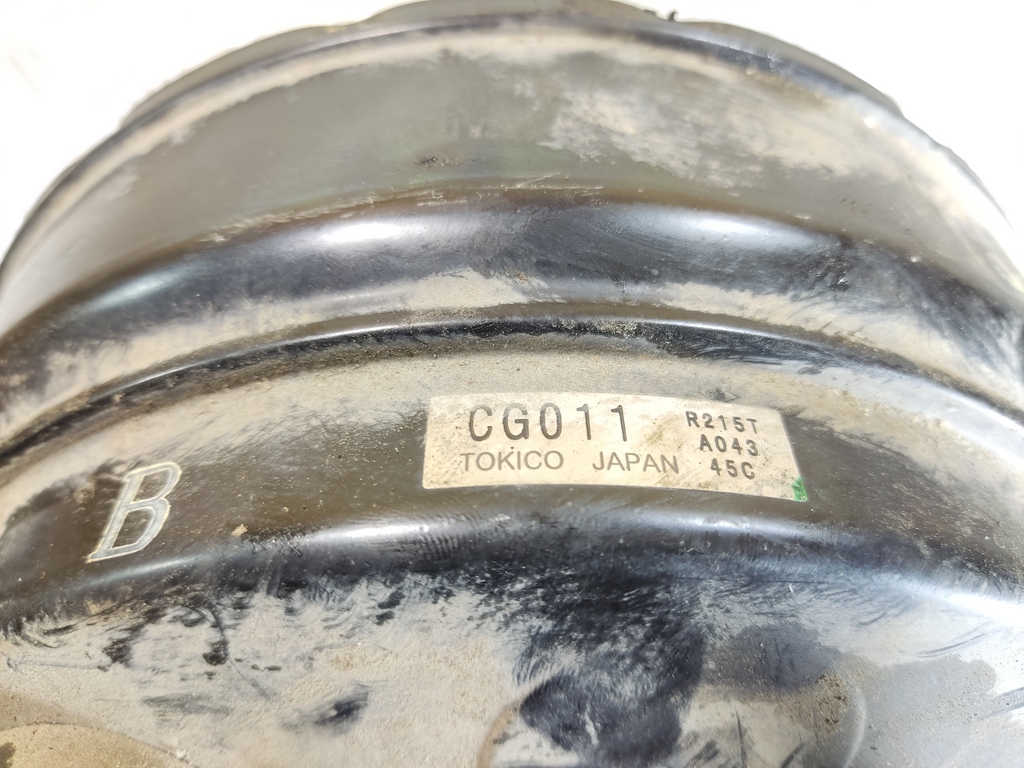 CG011 R215T
A043
TOKICO JAPAN 45C
B